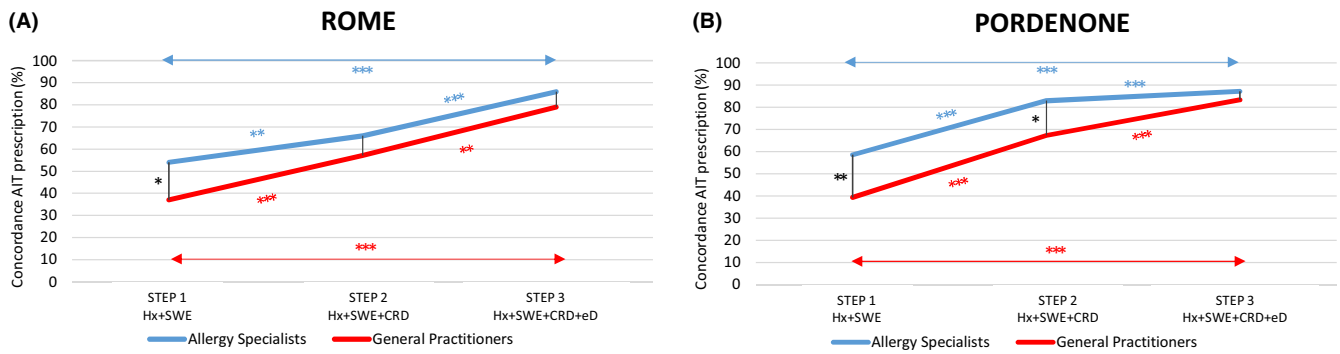 (A)
ROME
Concordance AIT prescription (%)
100
90
80
70
60
50
40
30
20
10
0
***
***
**
*
***
**
***
STEP 1
Hx+SWE
STEP 2
Hx+SWE+CRD
STEP 3
Hx+SWE+CRD+eD
Allergy Specialists
General Practitioners
(B)
PORDENONE
Concordance AIT prescription (%)
100
90
80
70
60
50
40
30
20
10
0
***
***
***
*
***
**
***
***
STEP 1
Hx+SWE
STEP 2
Hx+SWE+CRD
STEP 3
Hx+SWE+CRD+eD
Allergy Specialists
General Practitioners